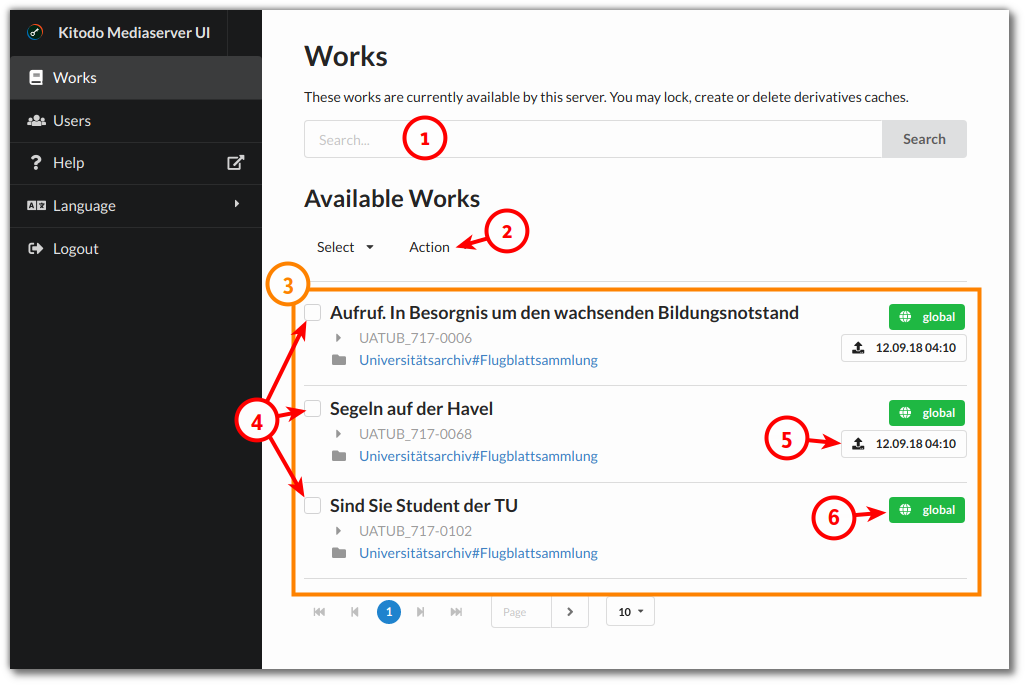 Kitodo Mediaserver UI
Works
Users
Help
Language
Logout
Works
These works are currently available by this server. You may lock, create or delete derivatives caches.
Search... 1 Search
Available Works
2
Select Action
3
Aufruf. In Besorgnis um den wachsenden Bildungsnotstand global
UATUB_717-0006 12.09.18 04:10
Universitätsarchiv#Flugblattsammlung
4
Segeln auf der Havel global
UATUB_717-0068 5 12.09.18 04:10
Universitätsarchiv#Flugblattsammlung
Sind Sie Student der TU 6 global
UATUB_717-0102
Universitätsarchiv#Flugblattsammlung
1 Page 10